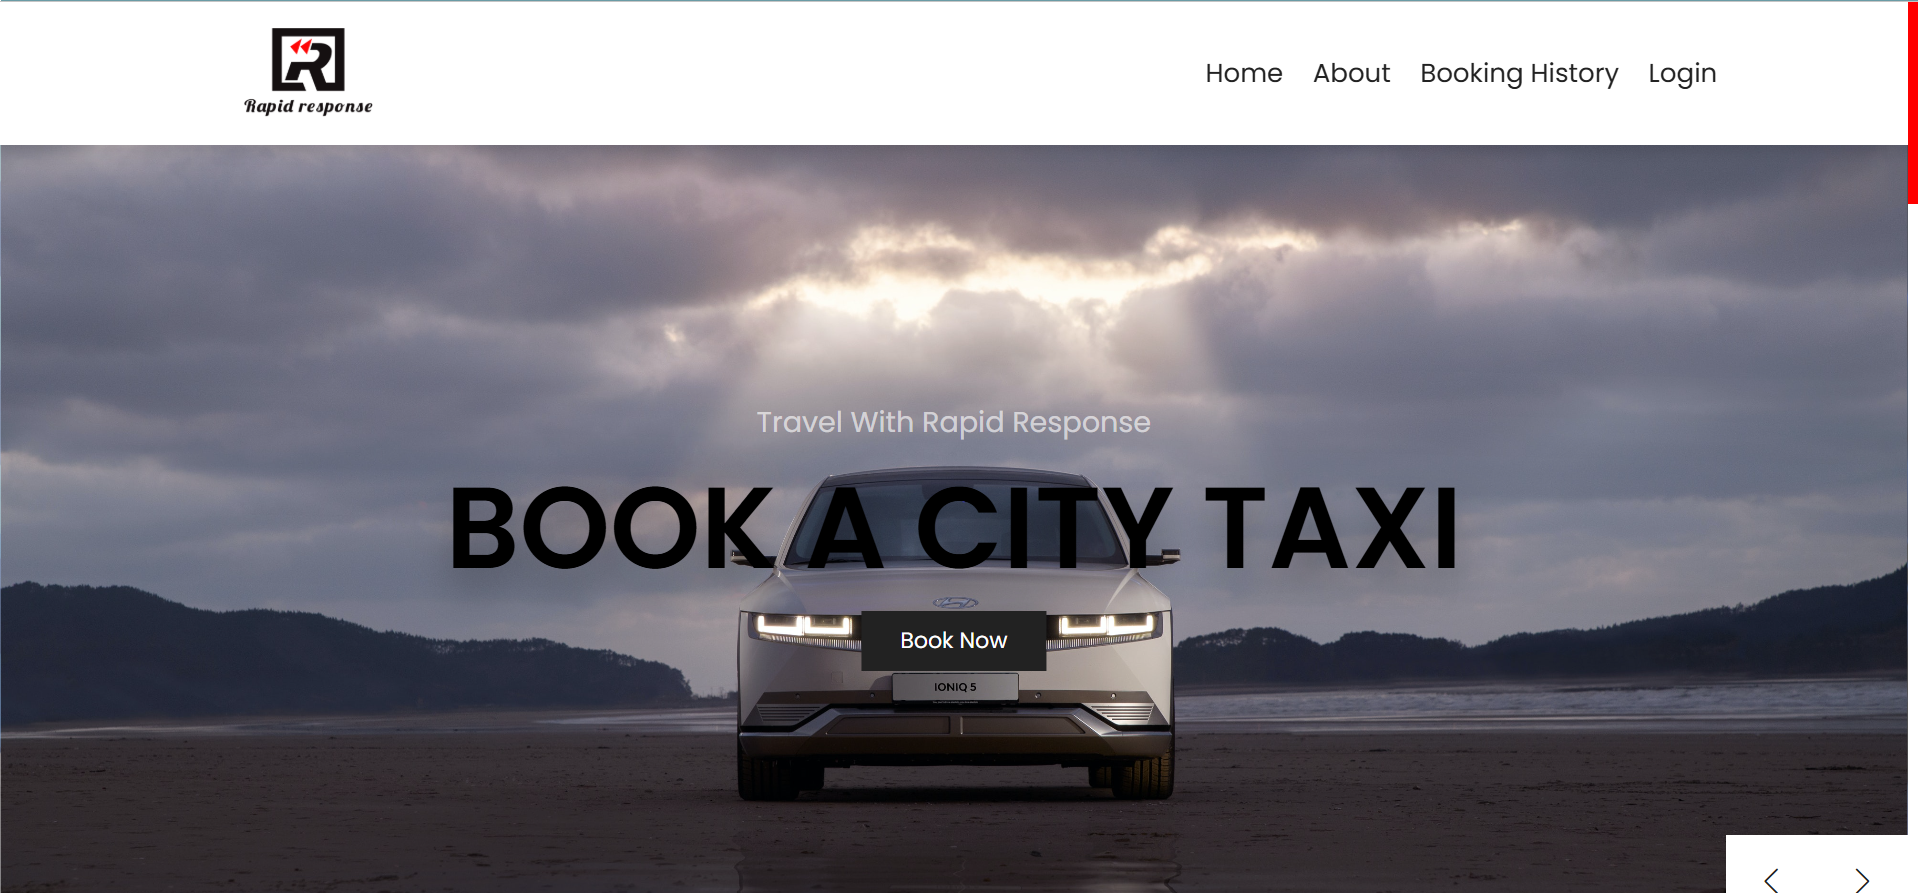 R
Rapid response
Home About Booking History Login
Travel With Rapid Response
BOOK A CITY TAXI
Book Now
IONIQ 5